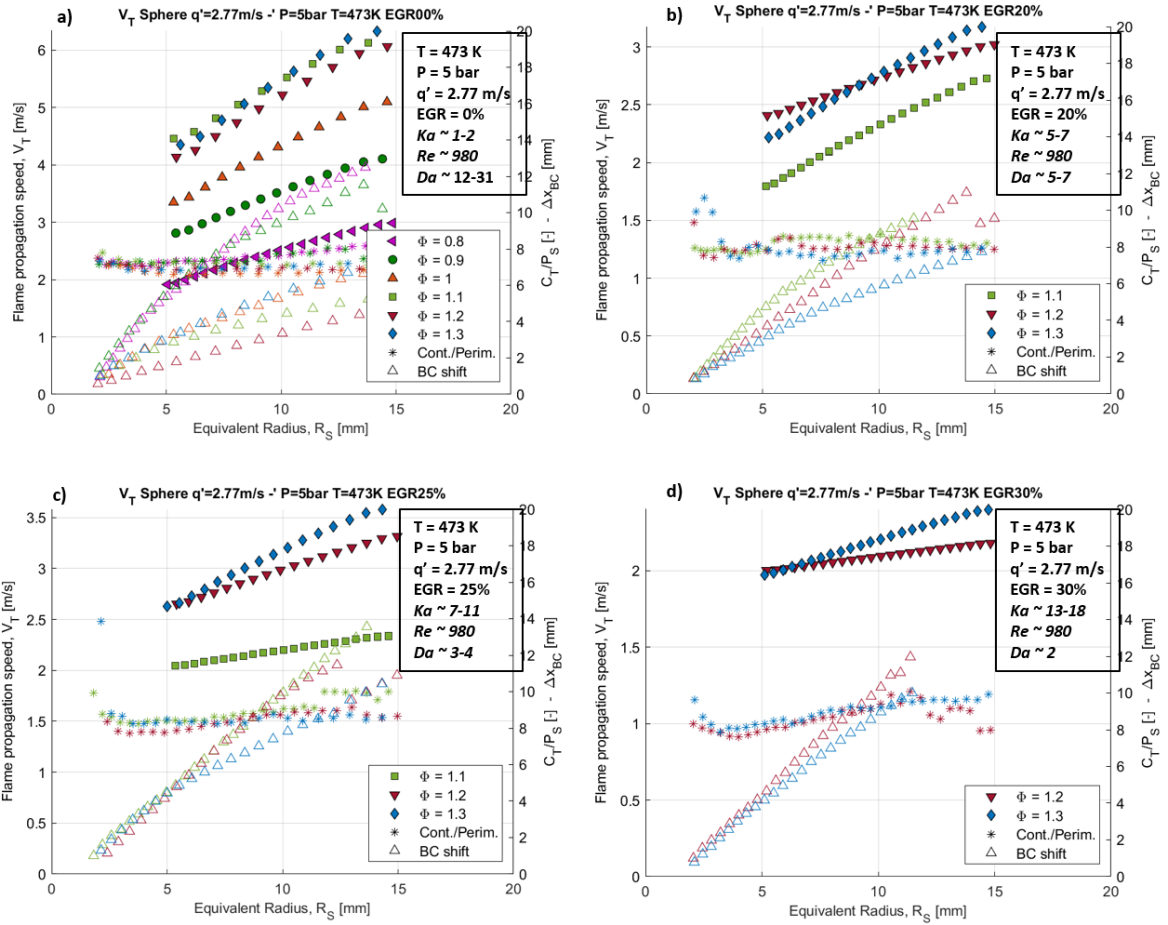 a)
V_T Sphere q'=2.77m/s -' P=5bar T=473K EGR00%
Flame propagation speed, V_T [m/s]
0
1
2
3
4
5
6
5
10
15
20
Equivalent Radius, R_S [mm]
0
2
4
6
8
10
12
14
16
18
20
C_T/P_S [-] - Δx_BC [mm]
T = 473 K
P = 5 bar
q' = 2.77 m/s
EGR = 0%
Ka ~ 1-2
Re ~ 980
Da ~ 12-31
Φ = 0.8
Φ = 0.9
Φ = 1
Φ = 1.1
Φ = 1.2
Φ = 1.3
Cont./Perim.
BC shift
b)
V_T Sphere q'=2.77m/s -' P=5bar T=473K EGR20%
Flame propagation speed, V_T [m/s]
0
0.5
1
1.5
2
2.5
3
0
5
10
15
20
Equivalent Radius, R_S [mm]
0
2
4
6
8
10
12
14
16
18
20
C_T/P_S [-] - Δx_BC [mm]
T = 473 K
P = 5 bar
q' = 2.77 m/s
EGR = 20%
Ka ~ 5-7
Re ~ 980
Da ~ 5-7
Φ = 1.1
Φ = 1.2
Φ = 1.3
Cont./Perim.
BC shift
c)
V_T Sphere q'=2.77m/s -' P=5bar T=473K EGR25%
Flame propagation speed, V_T [m/s]
0
0.5
1
1.5
2
2.5
3
3.5
0
5
10
15
20
Equivalent Radius, R_S [mm]
0
2
4
6
8
10
12
14
16
18
20
C_T/P_S [-] - Δx_BC [mm]
T = 473 K
P = 5 bar
q' = 2.77 m/s
EGR = 25%
Ka ~ 7-11
Re ~ 980
Da ~ 3-4
Φ = 1.1
Φ = 1.2
Φ = 1.3
Cont./Perim.
BC shift
d)
V_T Sphere q'=2.77m/s -' P=5bar T=473K EGR30%
Flame propagation speed, V_T [m/s]
0
0.5
1
1.5
2
0
5
10
15
20
Equivalent Radius, R_S [mm]
0
2
4
6
8
10
12
14
16
18
20
C_T/P_S [-] - Δx_BC [mm]
T = 473 K
P = 5 bar
q' = 2.77 m/s
EGR = 30%
Ka ~ 13-18
Re ~ 980
Da ~ 2
Φ = 1.2
Φ = 1.3
Cont./Perim.
BC shift